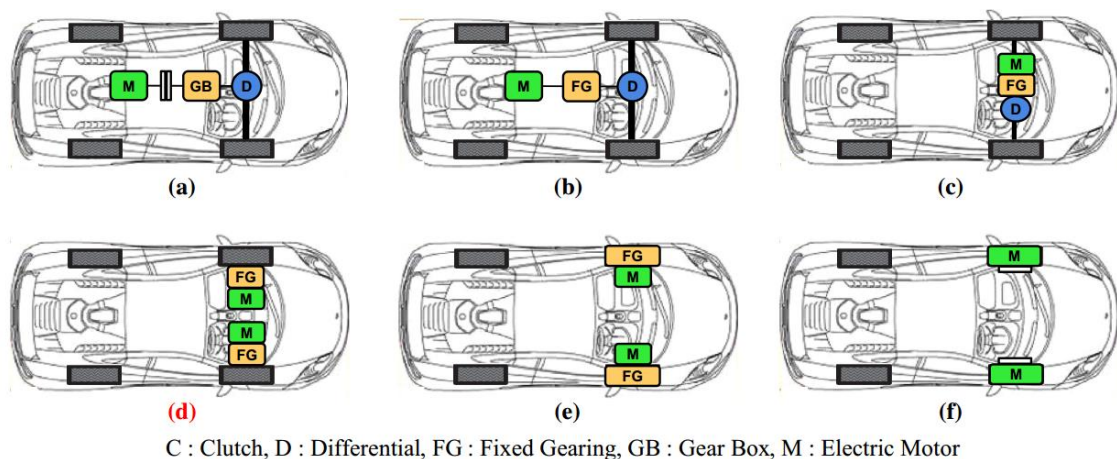 M GB D
(a)
M FG D
(b)
M
FG
D
(c)
FG
M
M
FG
(d)
FG
M
M
FG
(e)
M
M
(f)
C : Clutch, D : Differential, FG : Fixed Gearing, GB : Gear Box, M : Electric Motor